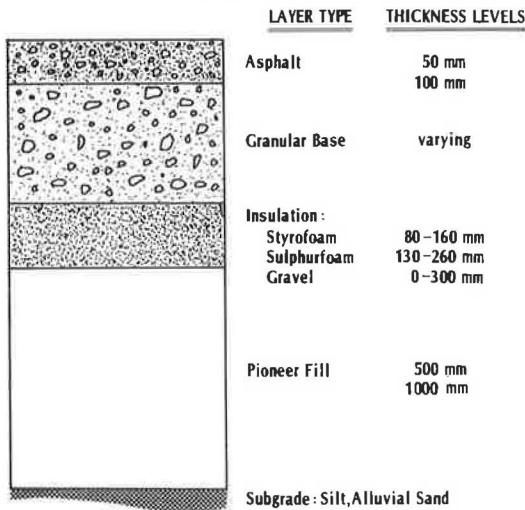 LAYER TYPE THICKNESS LEVELS
Asphalt 50 mm
100 mm
Granular Base varying
Insulation:
Styrofoam 80-160 mm
Sulphurfoam 130-260 mm
Gravel 0-300 mm
Pioneer Fill 500 mm
1000 mm
Subgrade: Silt, Alluvial Sand